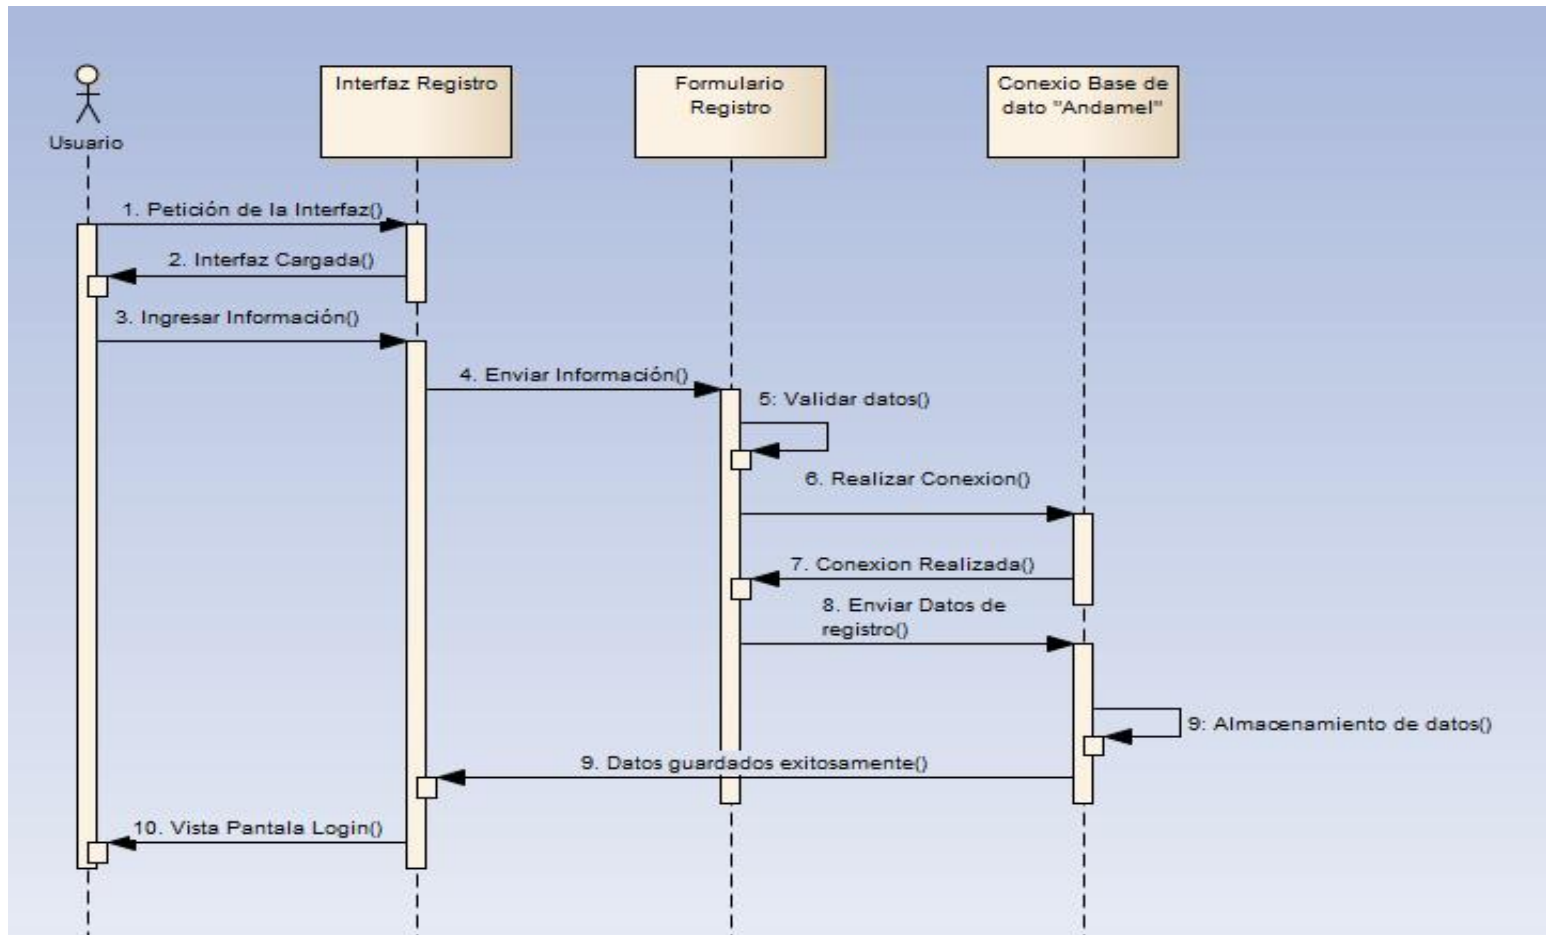 Usuario
Interfaz Registro
Formulario
Registro
Conexio Base de
dato "Andamel"
1. Petición de la Interfaz()
2. Interfaz Cargada()
3. Ingresar Información()
4. Enviar Información()
5: Validar datos()
6. Realizar Conexion()
7. Conexion Realizada()
8. Enviar Datos de
registro()
9: Almacenamiento de datos()
9. Datos guardados exitosamente()
10. Vista Pantala Login()